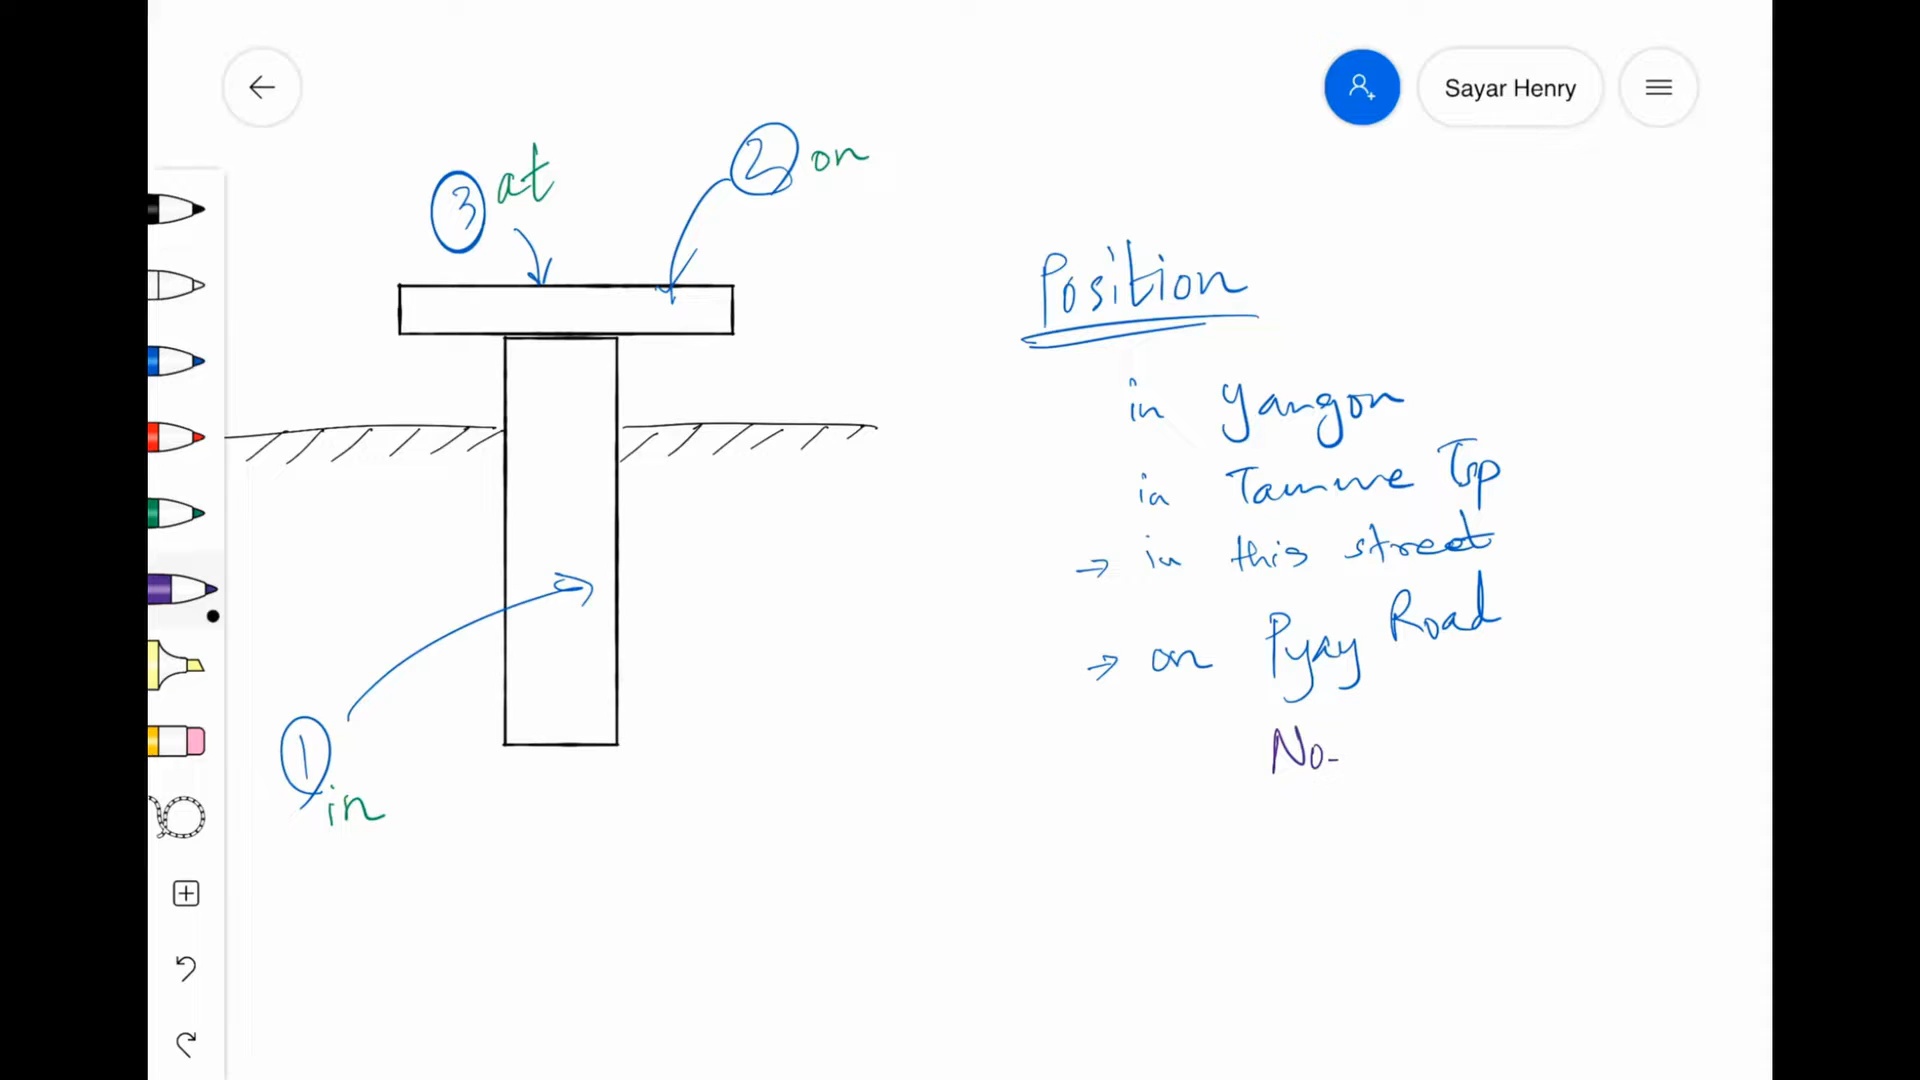 Sayar Henry
3 at
2 on
Position
in Yangon
in Tamwe Tsp
→ in this street
→ on Pyay Road
No-
1 in